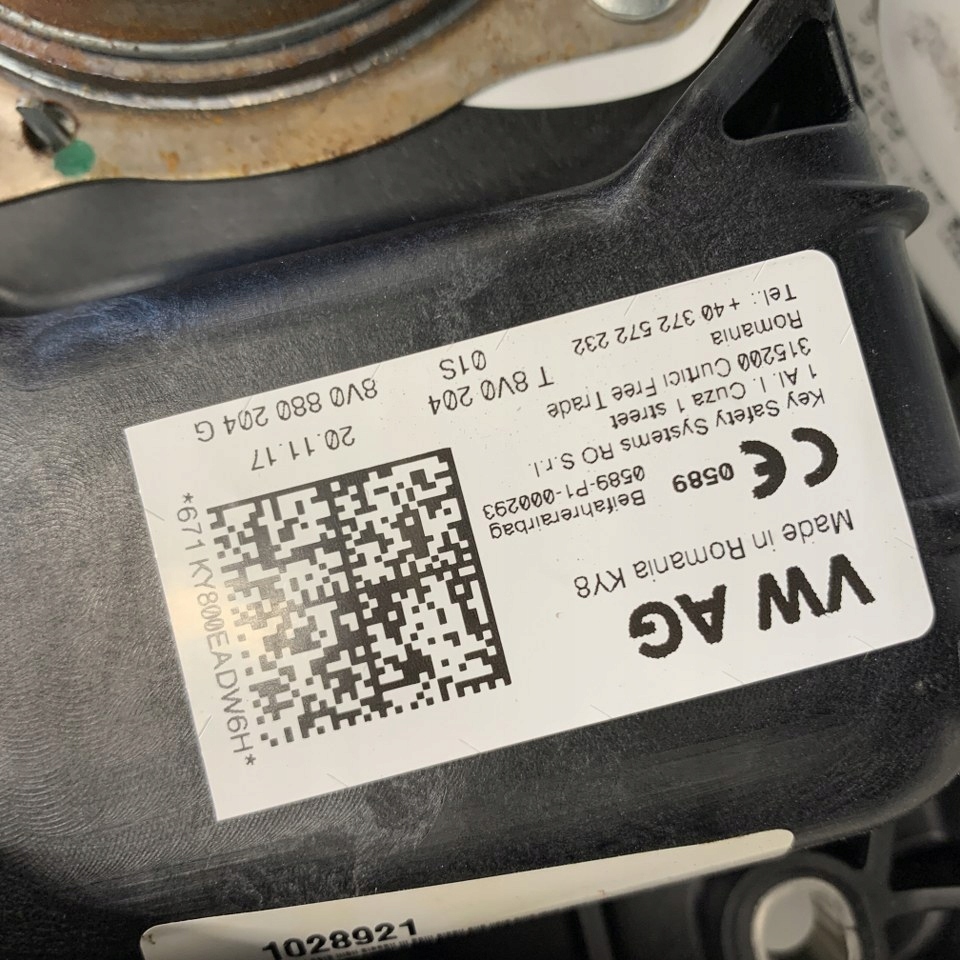 VW AG
Made in Romania KY8
CE 0589
Beifahrerairbag
0589-P1-000293
Key Safety Systems RO S.r.l.
1 Al. I. Cuza 1 street
315200 Curtici Free Trade
Romania
Tel.: + 40 372 572 232
T 8V0 204
01S
20.11.17
8V0 880 204 G
*671 KY800EADW6H*
1028921